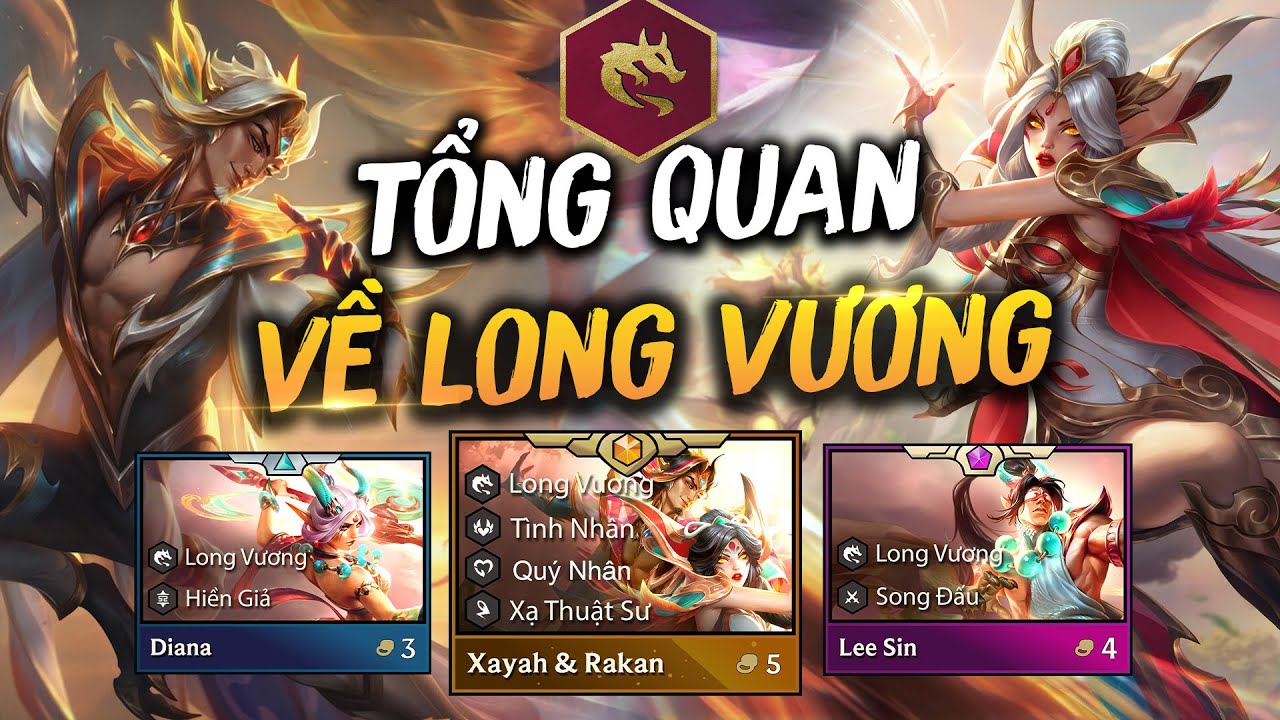 TỔNG QUAN
VỀ LONG VƯƠNG
Long Vương
Hiền Giả
Diana
3
Long Vương
Tình Nhân
Quý Nhân
Xạ Thuật Sư
Xayah & Rakan
5
Long Vương
Song Đấu
Lee Sin
4